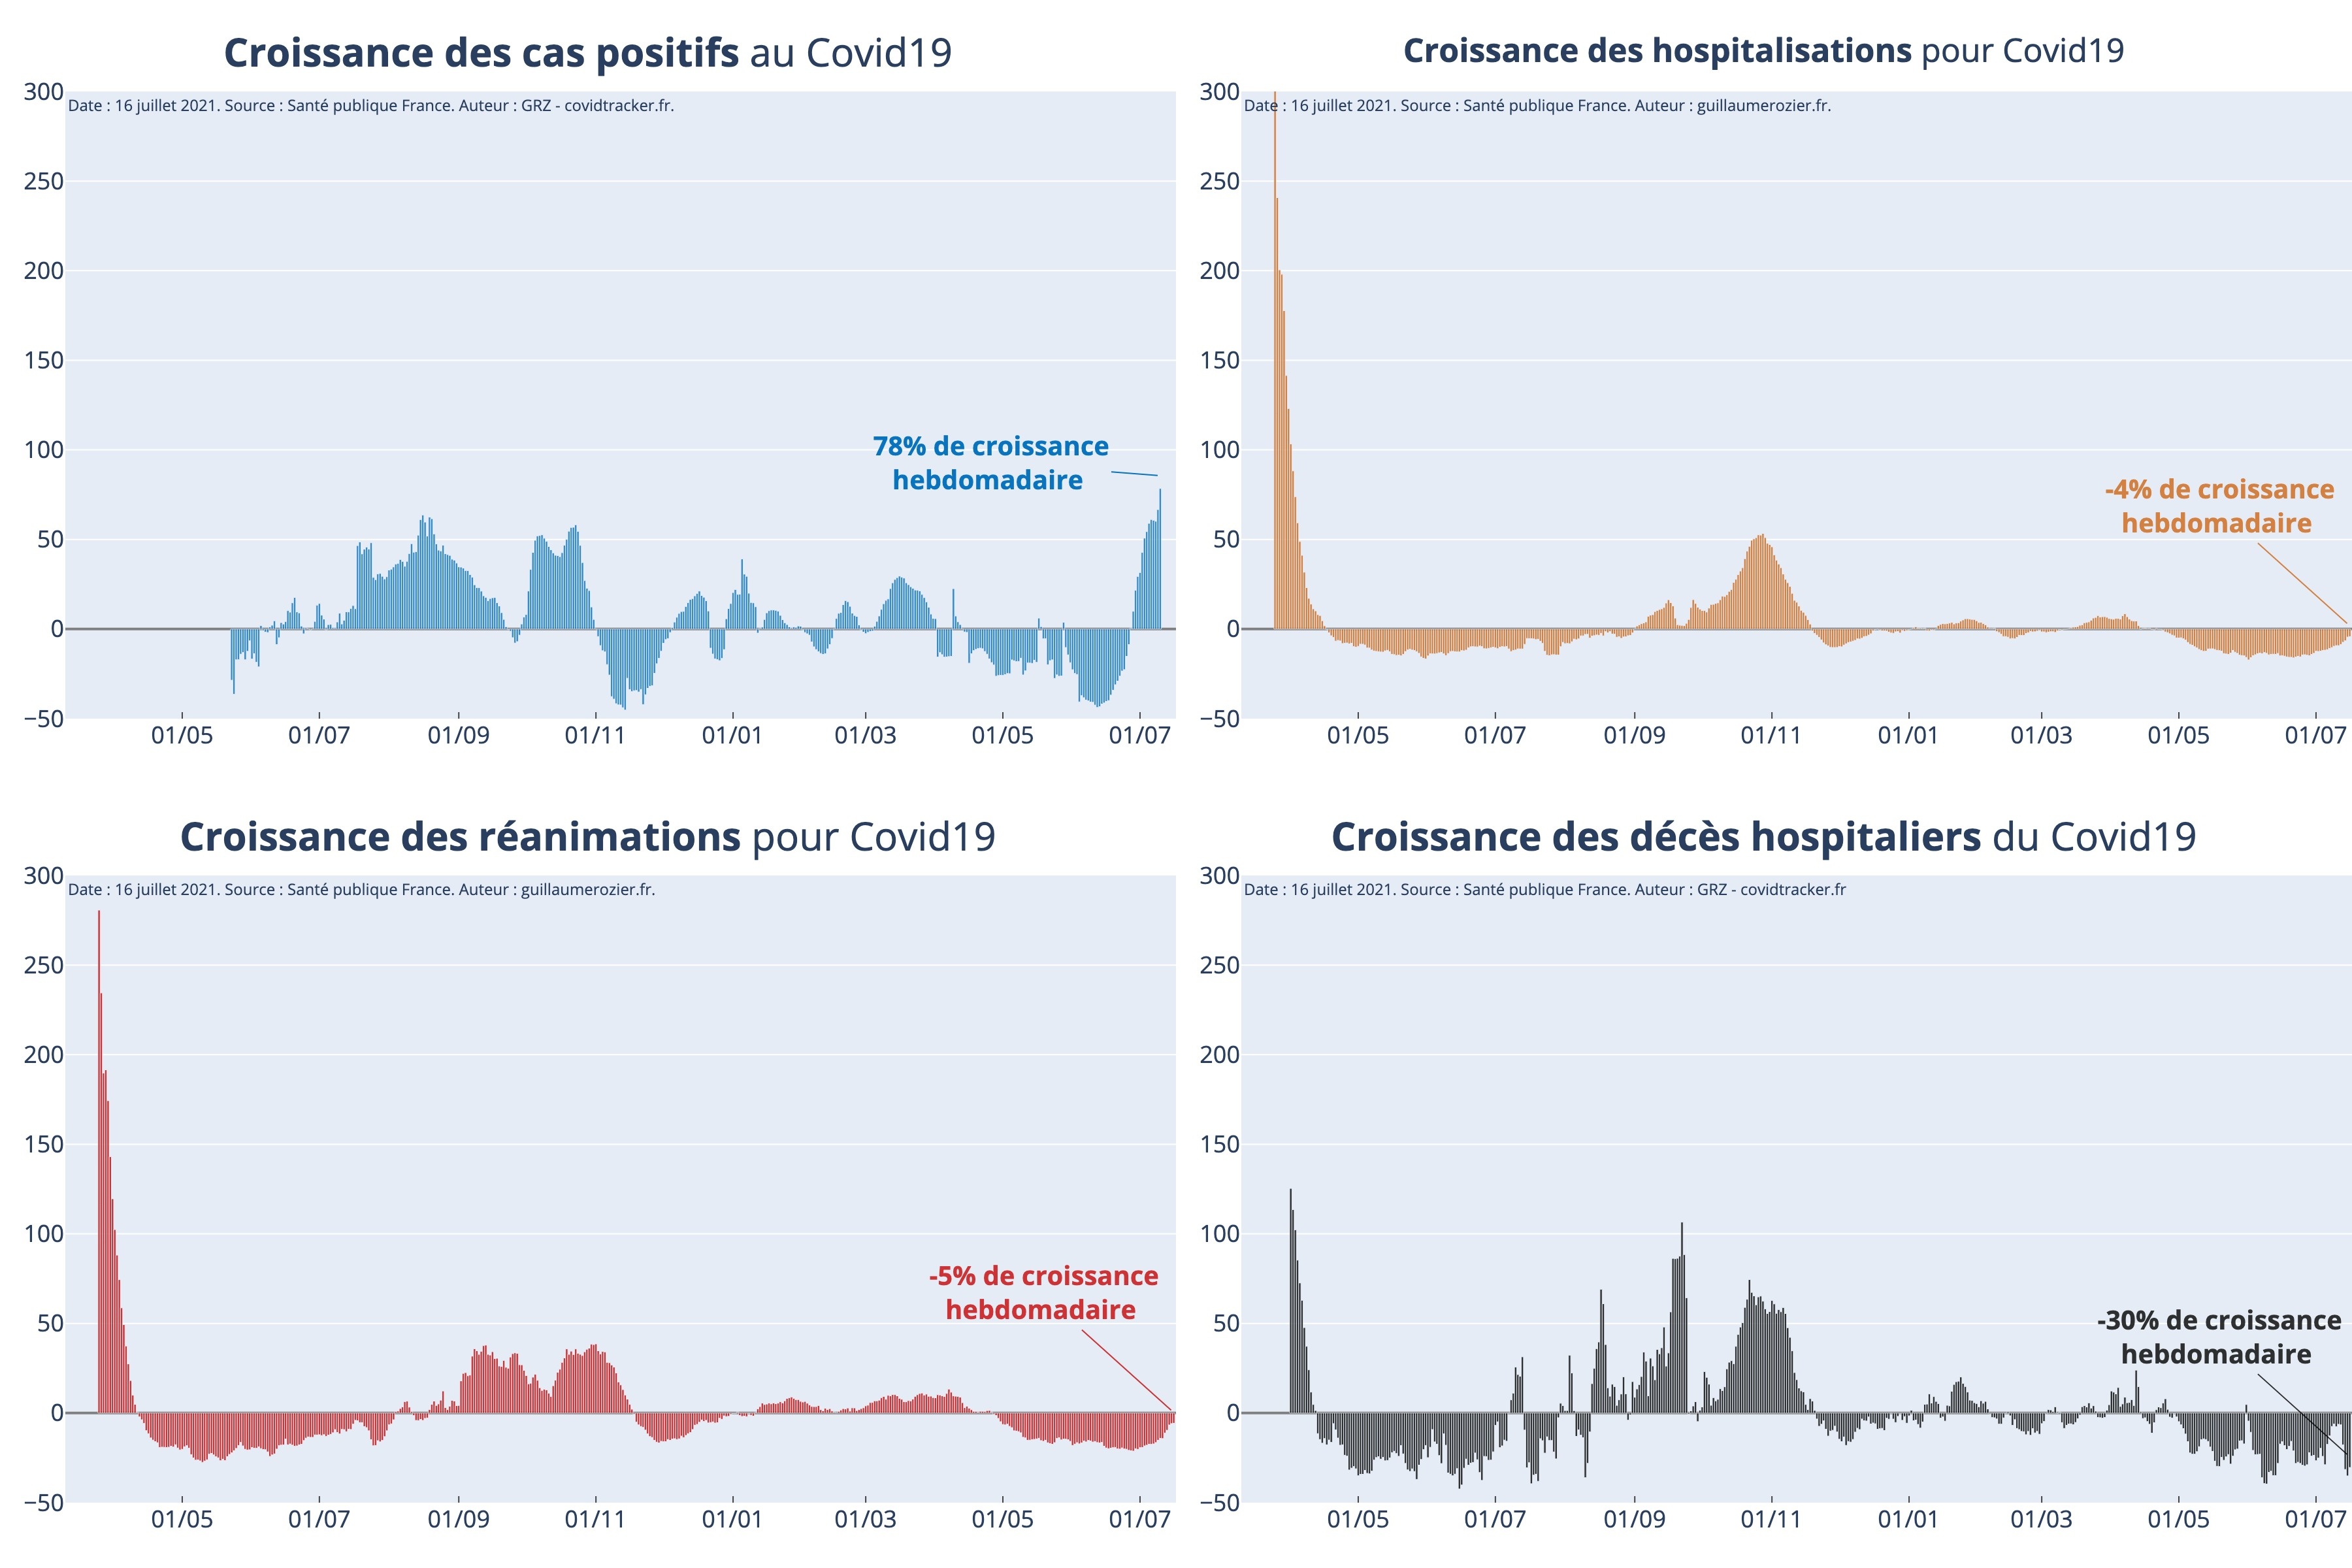 Croissance des cas positifs au Covid19
Date : 16 juillet 2021. Source : Santé publique France. Auteur : GRZ - covidtracker.fr.
300
250
200
150
100
50
0
−50
78% de croissance
hebdomadaire
01/05 01/07 01/09 01/11 01/01 01/03 01/05 01/07
Croissance des hospitalisations pour Covid19
Date : 16 juillet 2021. Source : Santé publique France. Auteur : guillaumerozier.fr.
300
250
200
150
100
50
0
−50
-4% de croissance
hebdomadaire
01/05 01/07 01/09 01/11 01/01 01/03 01/05 01/07
Croissance des réanimations pour Covid19
Date : 16 juillet 2021. Source : Santé publique France. Auteur : guillaumerozier.fr.
300
250
200
150
100
50
0
−50
-5% de croissance
hebdomadaire
01/05 01/07 01/09 01/11 01/01 01/03 01/05 01/07
Croissance des décès hospitaliers du Covid19
Date : 16 juillet 2021. Source : Santé publique France. Auteur : GRZ - covidtracker.fr
300
250
200
150
100
50
0
−50
-30% de croissance
hebdomadaire
01/05 01/07 01/09 01/11 01/01 01/03 01/05 01/07